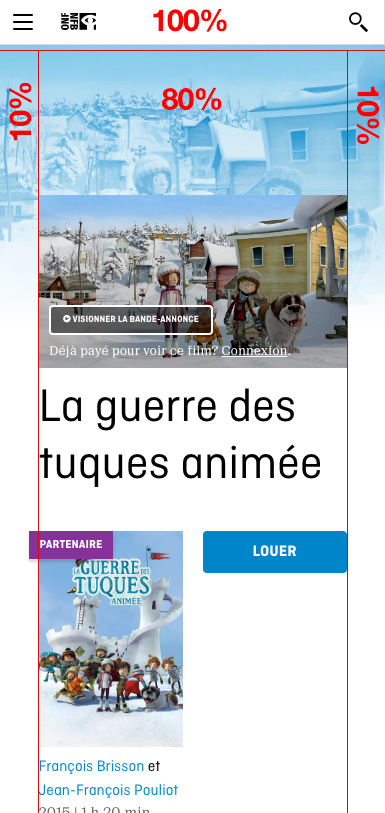 ONF
NFB
100%
10%
80%
10%
VISIONNER LA BANDE-ANNONCE
Déjà payé pour voir ce film? Connexion.
La guerre des
tuques animée
PARTENAIRE
LOUER
LA
GUERRE DES
TUQUES
ANIMÉE
François Brisson et
Jean-François Pouliot
2015 | 1 h 20 min